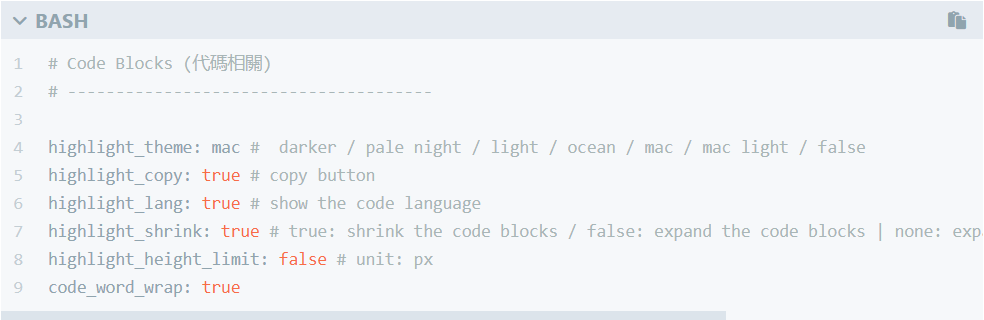 BASH
1 # Code Blocks (代碼相關)
2 # --------------------------------------
3
4 highlight_theme: mac #  darker / pale night / light / ocean / mac / mac light / false
5 highlight_copy: true # copy button
6 highlight_lang: true # show the code language
7 highlight_shrink: true # true: shrink the code blocks / false: expand the code blocks | none: exp
8 highlight_height_limit: false # unit: px
9 code_word_wrap: true